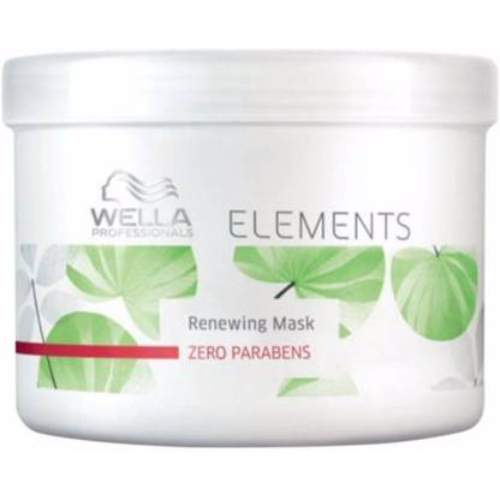 WELLA
PROFESSIONALS
ELEMENTS
Renewing Mask
ZERO PARABENS